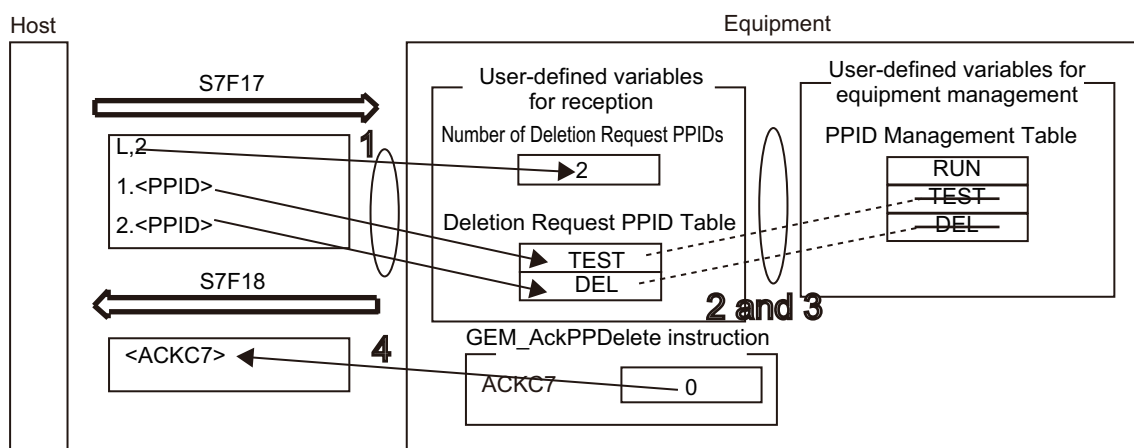 Host
Equipment
S7F17
L,2
1.<PPID>
2.<PPID>
1
User-defined variables
for reception
Number of Deletion Request PPIDs
2
Deletion Request PPID Table
TEST
DEL
User-defined variables for
equipment management
PPID Management Table
RUN
TEST
DEL
2 and 3
S7F18
<ACKC7>
4
GEM_AckPPDelete instruction
ACKC7
0